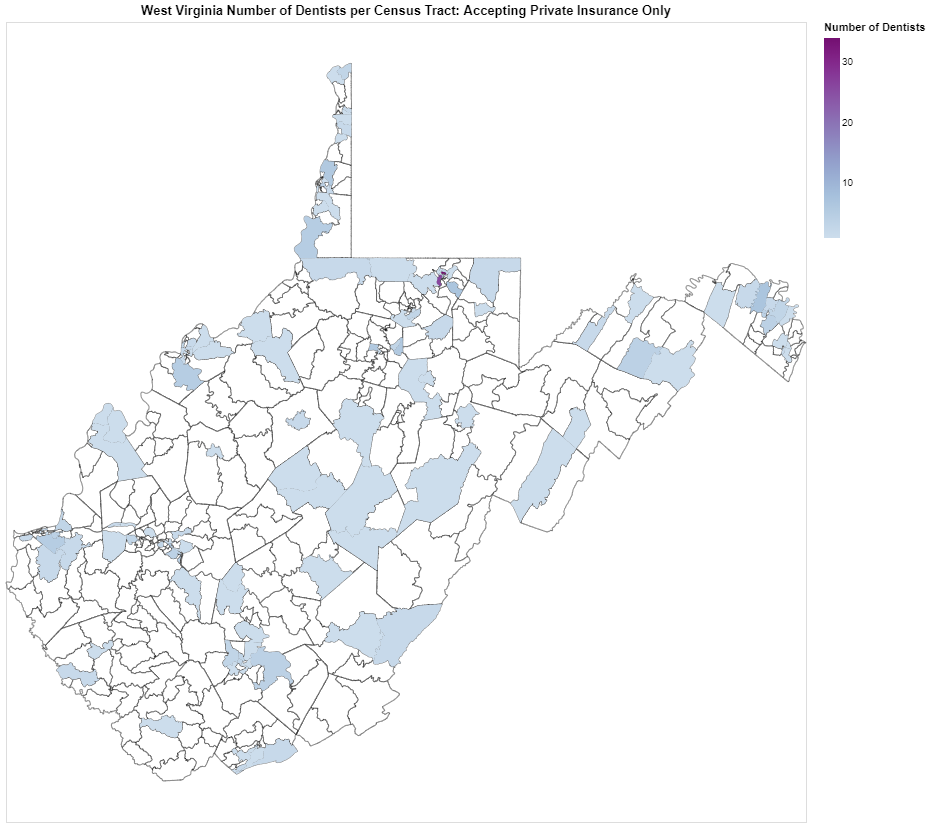 West Virginia Number of Dentists per Census Tract: Accepting Private Insurance Only
Number of Dentists
30
20
10